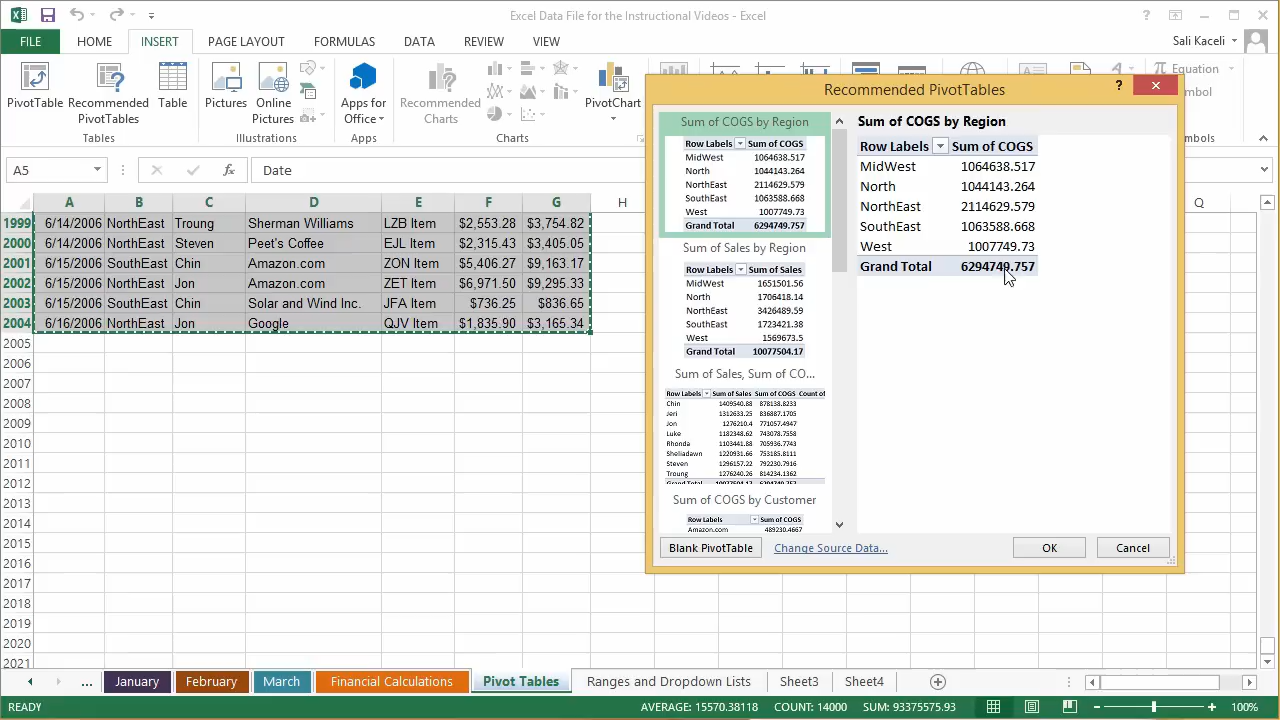 Excel Data File for the Instructional Videos - Excel
FILE HOME INSERT PAGE LAYOUT FORMULAS DATA REVIEW VIEW Sali Kaceli
PivotTable
Recommended PivotTables
Table
Pictures
Online Pictures
Apps for Office
Recommended Charts
PivotChart
Equation
Tables Illustrations Apps Charts
A5 fx Date
A B C D E F G H Q
1999 6/14/2006 NorthEast Troung Sherman Williams LZB Item $2,553.28 $3,754.82
2000 6/14/2006 NorthEast Steven Peet's Coffee EJL Item $2,315.43 $3,405.05
2001 6/15/2006 SouthEast Chin Amazon.com ZON Item $5,406.27 $9,163.17
2002 6/15/2006 NorthEast Jon Amazon.com ZET Item $6,971.50 $9,295.33
2003 6/15/2006 SouthEast Chin Solar and Wind Inc. JFA Item $736.25 $836.65
2004 6/16/2006 NorthEast Jon Google QJV Item $1,835.90 $3,165.34
2005
2006
2007
2008
2009
2010
2011
2012
2013
2014
2015
2016
2017
2018
2019
2020
2021
Recommended PivotTables ?
Sum of COGS by Region
Row Labels Sum of COGS
MidWest 1064638.517
North 1044143.264
NorthEast 2114629.579
SouthEast 1063588.668
West 1007749.73
Grand Total 6294749.757
Sum of Sales by Region
Row Labels Sum of Sales
MidWest 1651501.56
North 1706418.14
NorthEast 3426489.59
SouthEast 1723421.38
West 1569673.5
Grand Total 10077504.17
Sum of Sales, Sum of CO...
Row Labels Sum of Sales Sum of COGS Count of
Chin 1409540.88 878138.8233
Jeri 1312633.25 836887.1705
Jon 1276210.4 771057.4947
Luke 1182348.62 743078.7558
Rhonda 1103441.88 705936.7743
Sheliadawn 1220931.66 753185.8111
Steven 1296157.22 792230.7916
Troung 1276240.26 814234.1362
Grand Total 10077504.17 6294749.757
Sum of COGS by Customer
Row Labels Sum of COGS
Amazon.com 489230.4667
Sum of COGS by Region
Row Labels Sum of COGS
MidWest 1064638.517
North 1044143.264
NorthEast 2114629.579
SouthEast 1063588.668
West 1007749.73
Grand Total 6294749.757
Blank PivotTable Change Source Data... OK Cancel
... January February March Financial Calculations Pivot Tables Ranges and Dropdown Lists Sheet3 Sheet4
READY AVERAGE: 15570.38118 COUNT: 14000 SUM: 93375575.93 100%